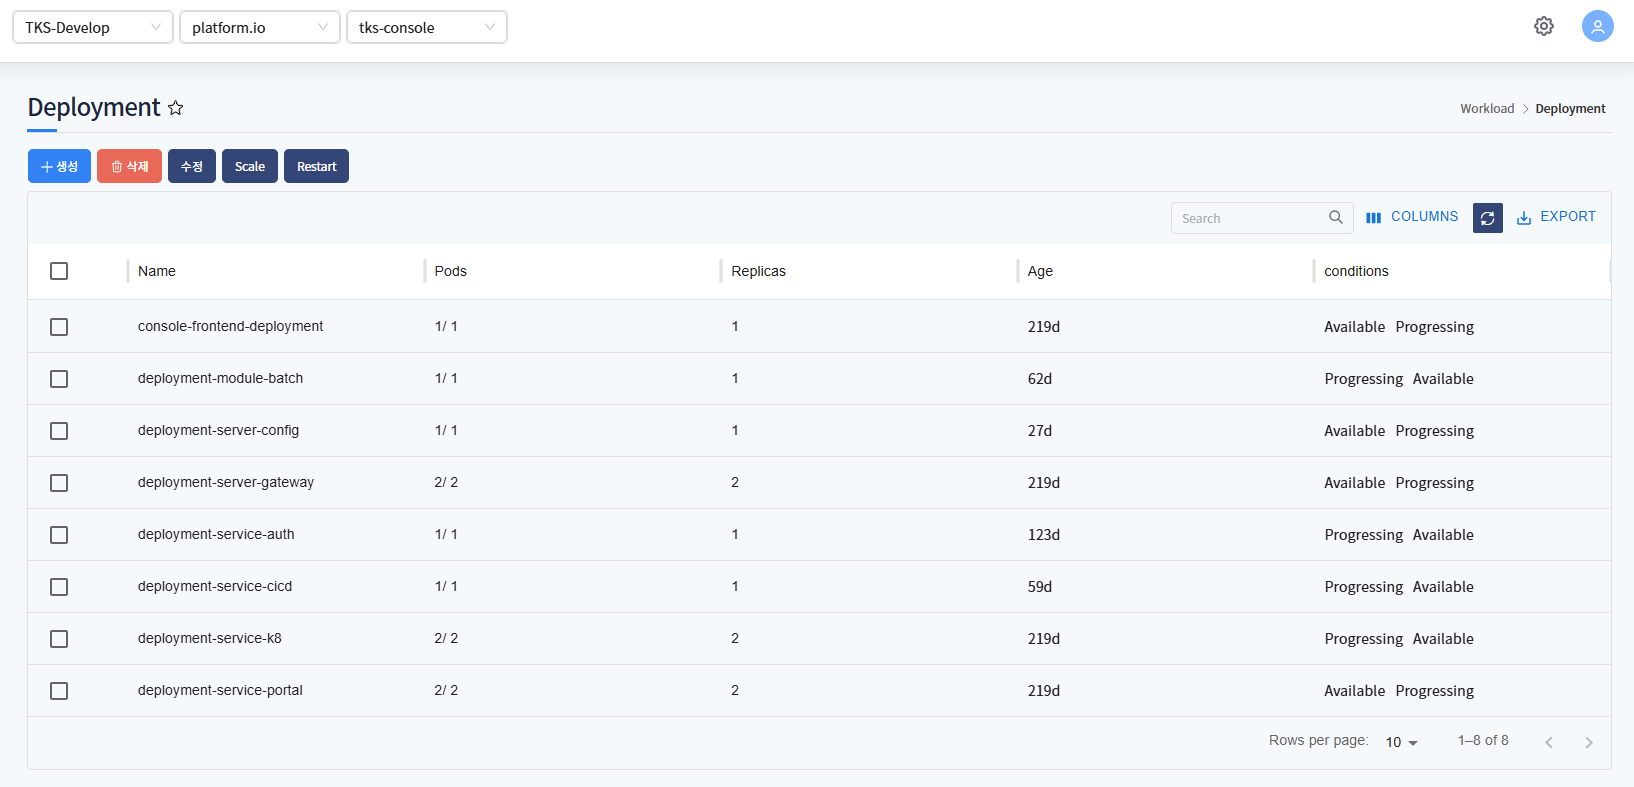 TKS-Develop platform.io tks-console
Deployment
Workload > Deployment
생성 삭제 수정 Scale Restart
Search COLUMNS EXPORT
Name Pods Replicas Age conditions
console-frontend-deployment 1/ 1 1 219d Available Progressing
deployment-module-batch 1/ 1 1 62d Progressing Available
deployment-server-config 1/ 1 1 27d Available Progressing
deployment-server-gateway 2/ 2 2 219d Available Progressing
deployment-service-auth 1/ 1 1 123d Progressing Available
deployment-service-cicd 1/ 1 1 59d Progressing Available
deployment-service-k8 2/ 2 2 219d Progressing Available
deployment-service-portal 2/ 2 2 219d Available Progressing
Rows per page: 10 1–8 of 8